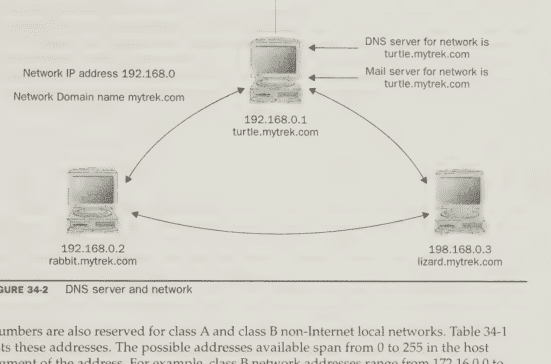 DNS server for network is
turtle.mytrek.com
Network IP address 192.168.0
Mail server for network is
turtle.mytrek.com
Network Domain name mytrek.com
192.168.0.1
turtle.mytrek.com
192.168.0.2
rabbit.mytrek.com
198.168.0.3
lizard.mytrek.com
GURE 34-2 DNS server and network
umbers are also reserved for class A and class B non-Internet local networks. Table 34-1
sts these addresses. The possible addresses available span from 0 to 255 in the host
gment of the address. For example, class B network addresses range from 172.16.0.0 to